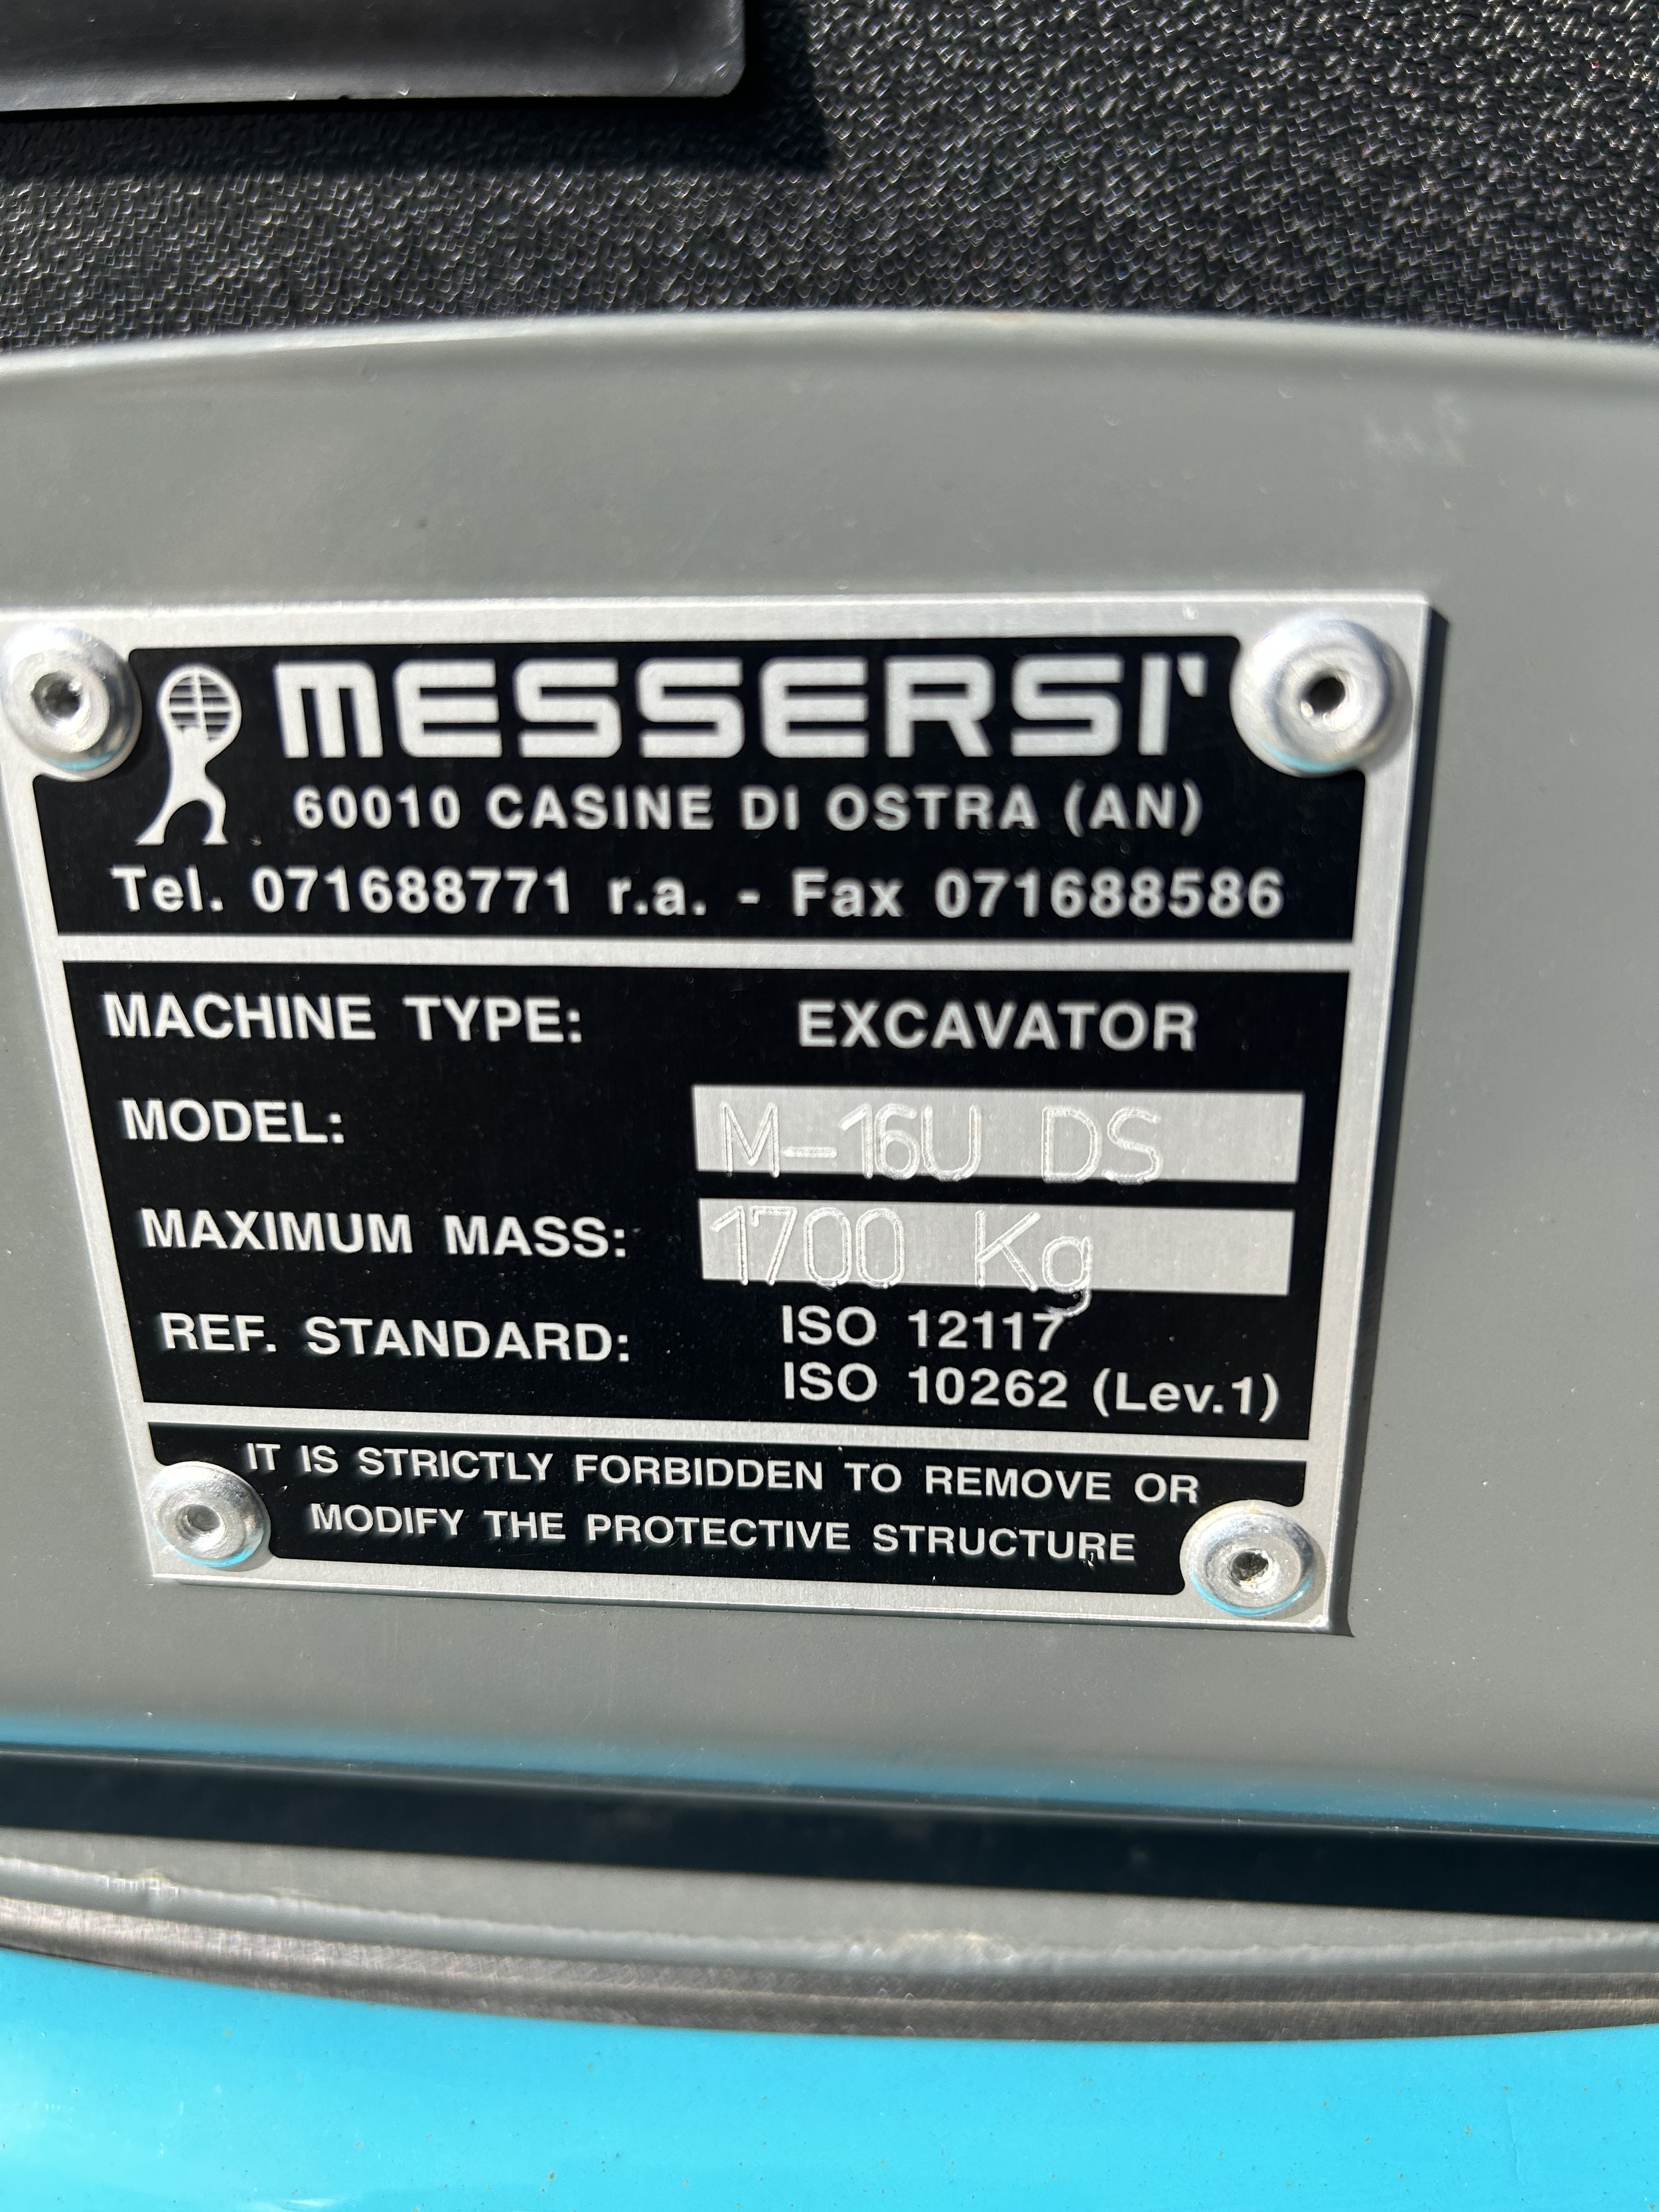 MESSERSI'
60010 CASINE DI OSTRA (AN)
Tel. 071688771 r.a. - Fax 071688586
MACHINE TYPE: EXCAVATOR
MODEL: M-16U DS
MAXIMUM MASS: 1700 Kg
REF. STANDARD: ISO 12117
ISO 10262 (Lev.1)
IT IS STRICTLY FORBIDDEN TO REMOVE OR
MODIFY THE PROTECTIVE STRUCTURE